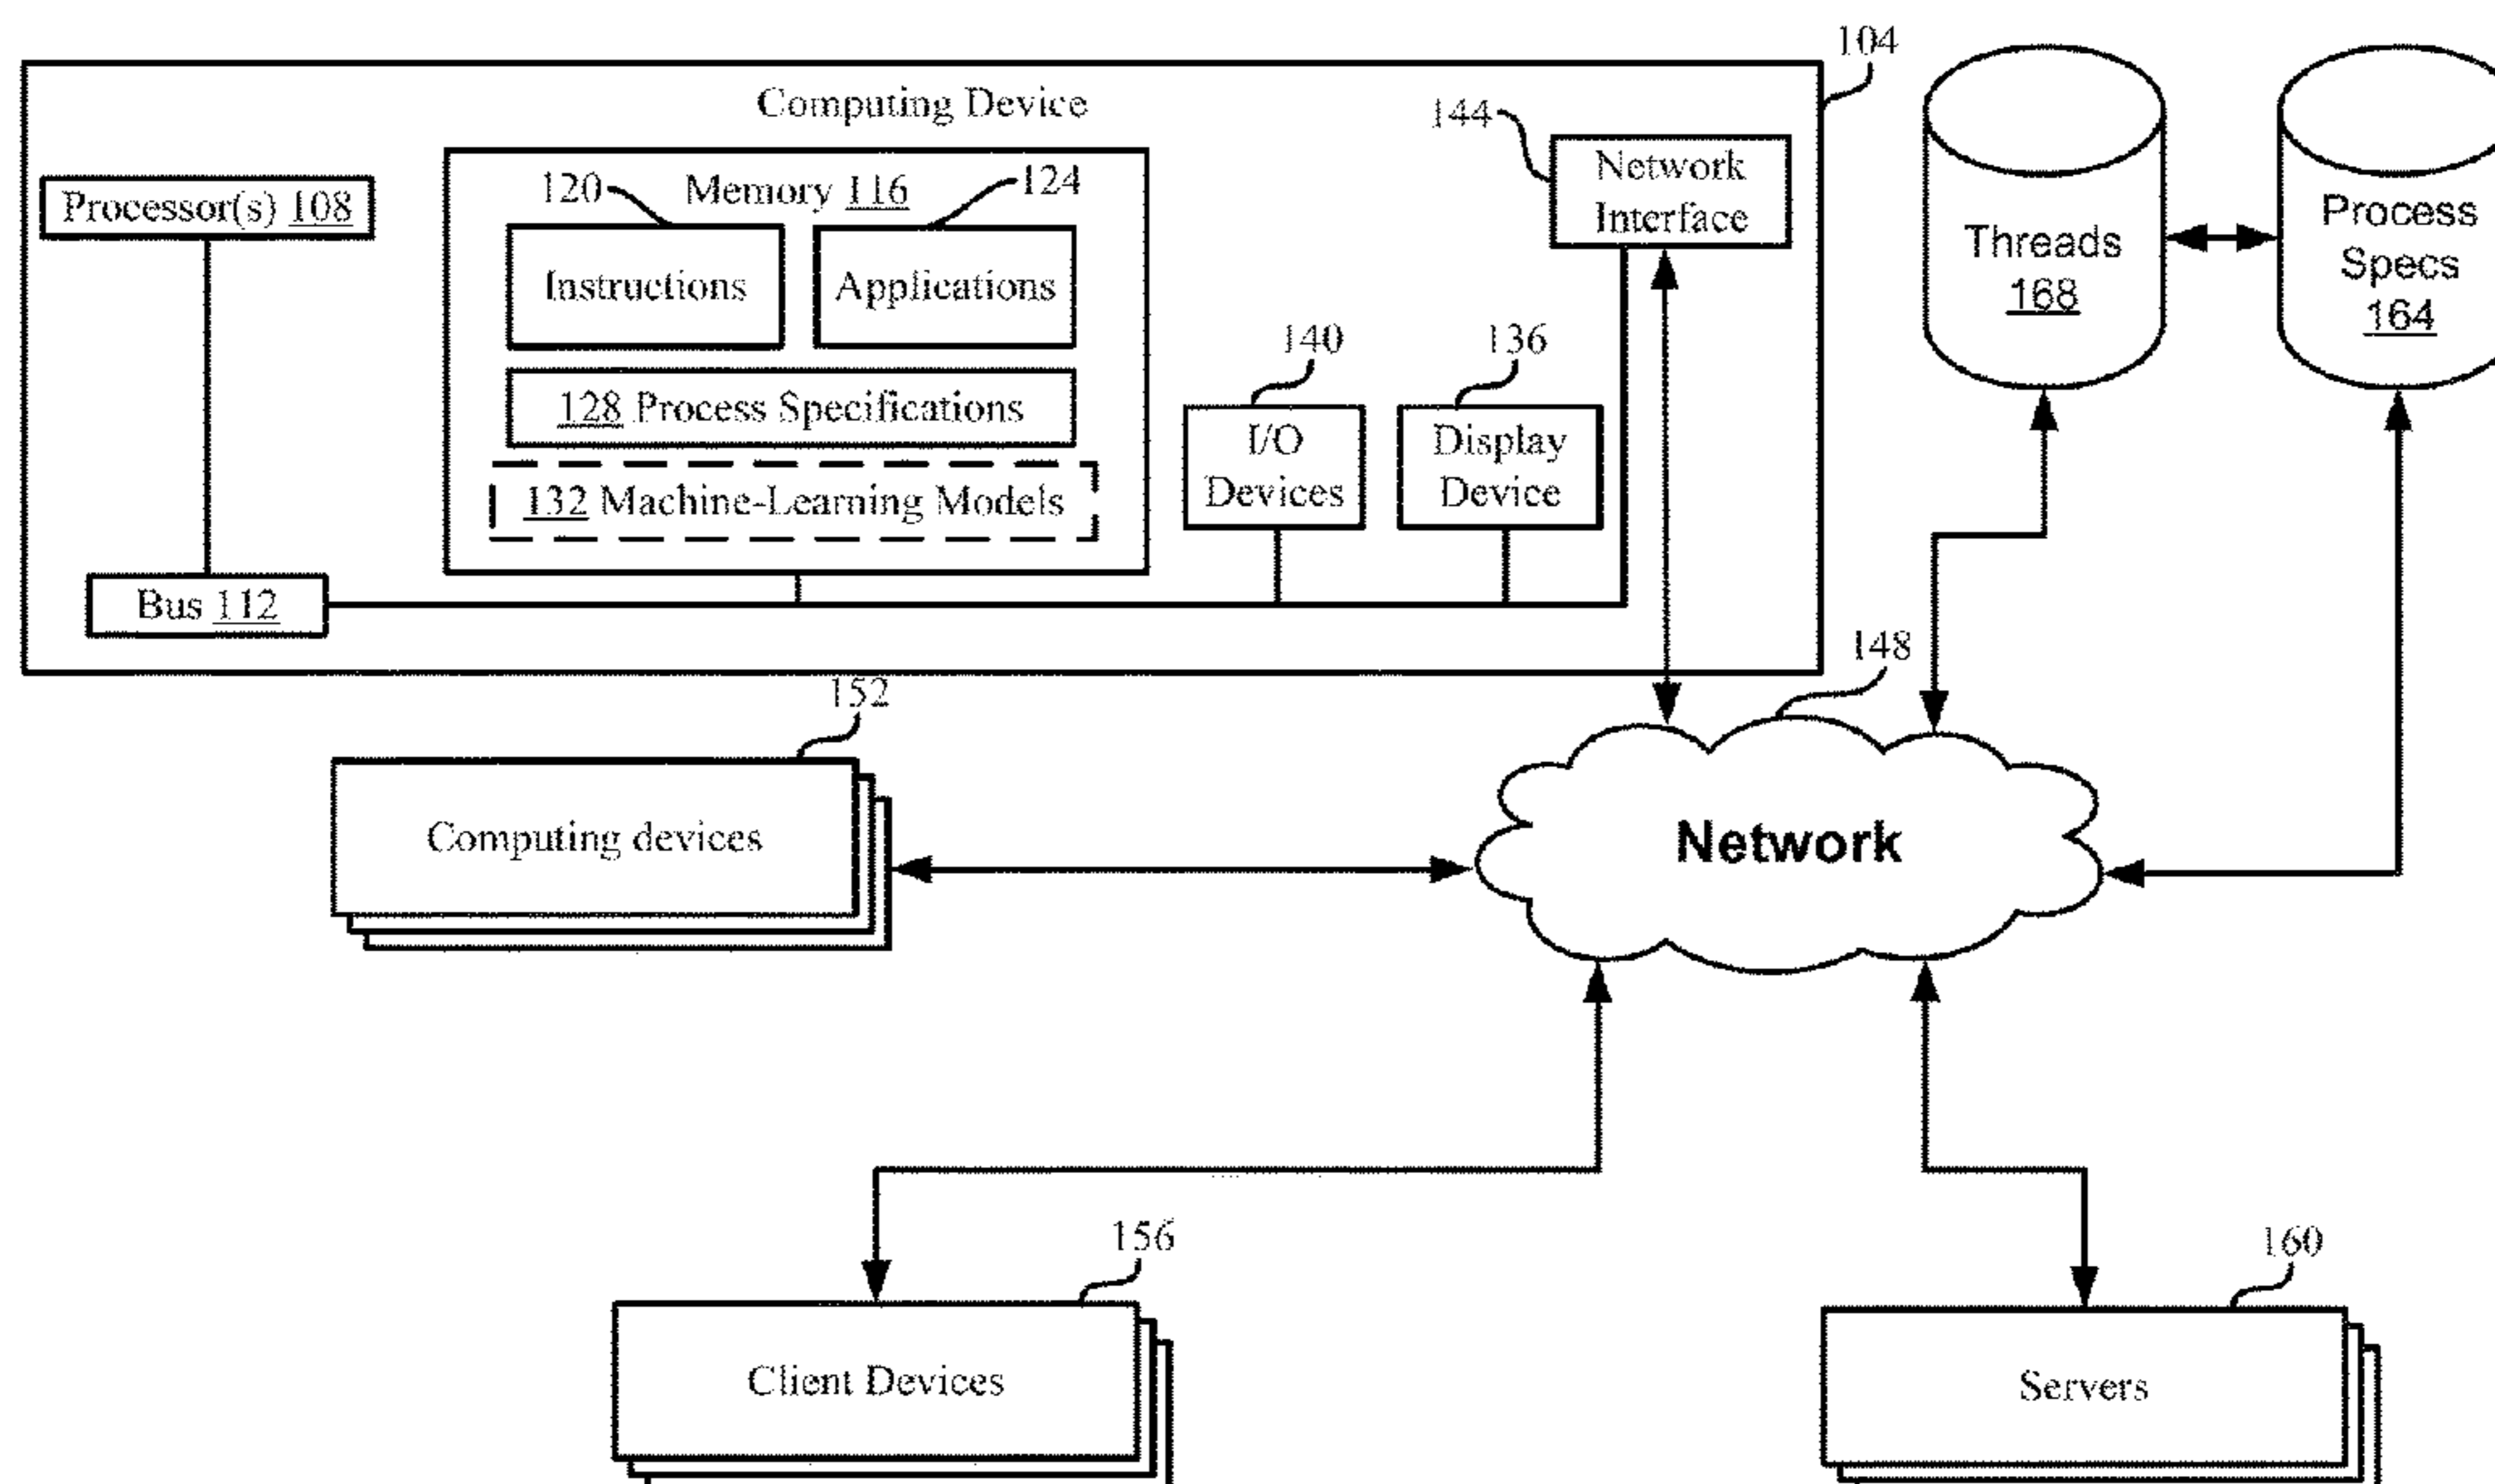 104
Computing Device
144
Network
Interface
Processor(s) 108
120
Memory 116
124
Instructions
Applications
128 Process Specifications
132 Machine-Learning Models
140
I/O
Devices
136
Display
Device
Bus 112
Threads
168
Process
Specs
164
148
152
Computing devices
Network
156
Client Devices
160
Servers